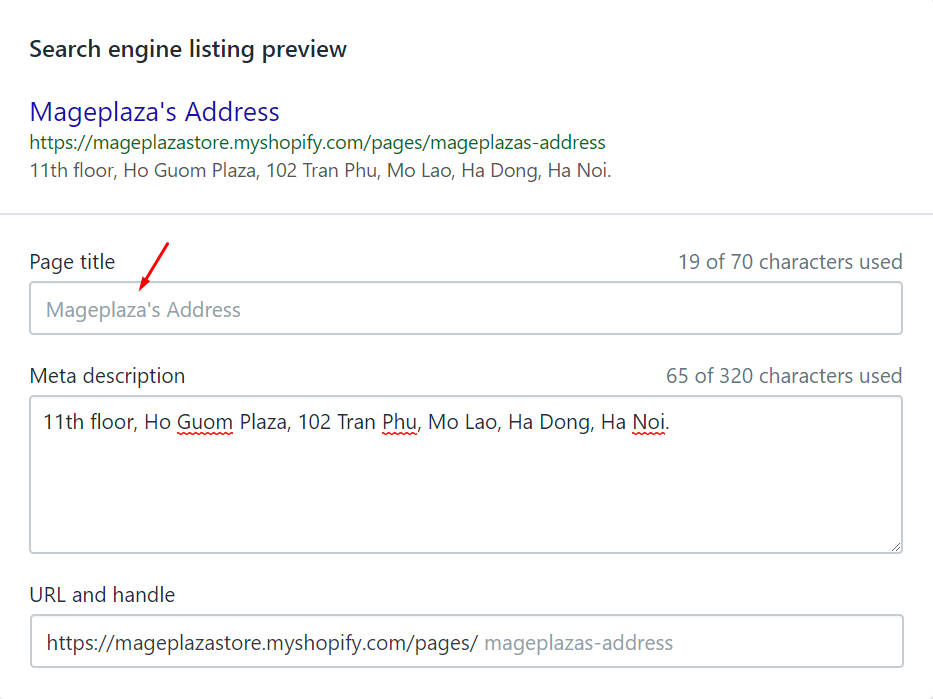 Search engine listing preview
Mageplaza's Address
https://mageplazastore.myshopify.com/pages/mageplazas-address
11th floor, Ho Guom Plaza, 102 Tran Phu, Mo Lao, Ha Dong, Ha Noi.
Page title 19 of 70 characters used
Mageplaza's Address
Meta description 65 of 320 characters used
11th floor, Ho Guom Plaza, 102 Tran Phu, Mo Lao, Ha Dong, Ha Noi.
URL and handle
https://mageplazastore.myshopify.com/pages/ mageplazas-address